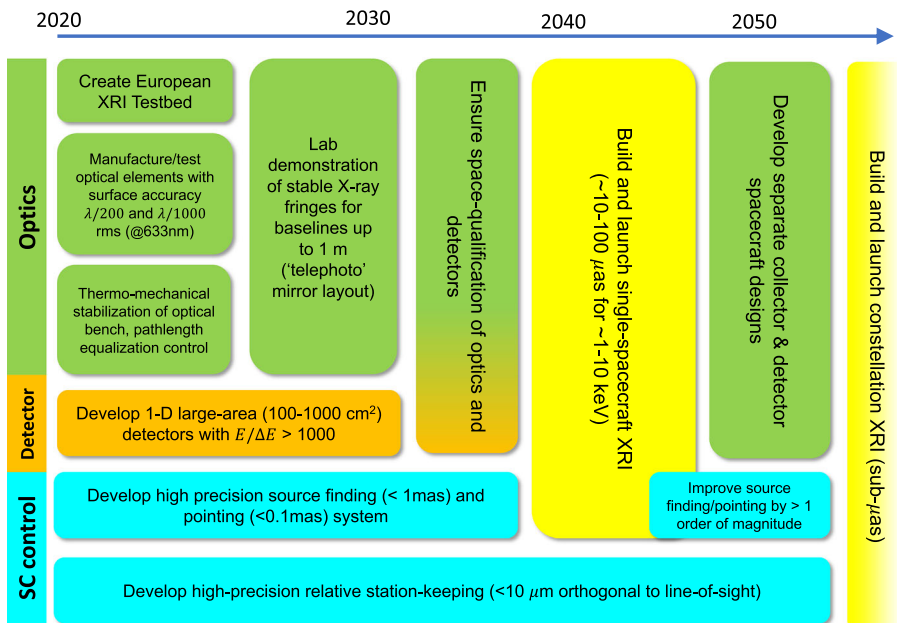 2020 2030 2040 2050
Optics
Create European
XRI Testbed
Manufacture/test
optical elements with
surface accuracy
λ/200 and λ/1000
rms (@633nm)
Thermo-mechanical
stabilization of optical
bench, pathlength
equalization control
Lab
demonstration
of stable X-ray
fringes for
baselines up
to 1 m
(‘telephoto’
mirror layout)
Ensure space-qualification of optics and
detectors
Build and launch single-spacecraft XRI
(~10-100 μas for ~1-10 keV)
Develop separate collector & detector
spacecraft designs
Build and launch constellation XRI (sub-μas)
Detector
Develop 1-D large-area (100-1000 cm²)
detectors with E/ΔE > 1000
SC control
Develop high precision source finding (< 1mas) and
pointing (<0.1mas) system
Improve source
finding/pointing by > 1
order of magnitude
Develop high-precision relative station-keeping (<10 μm orthogonal to line-of-sight)